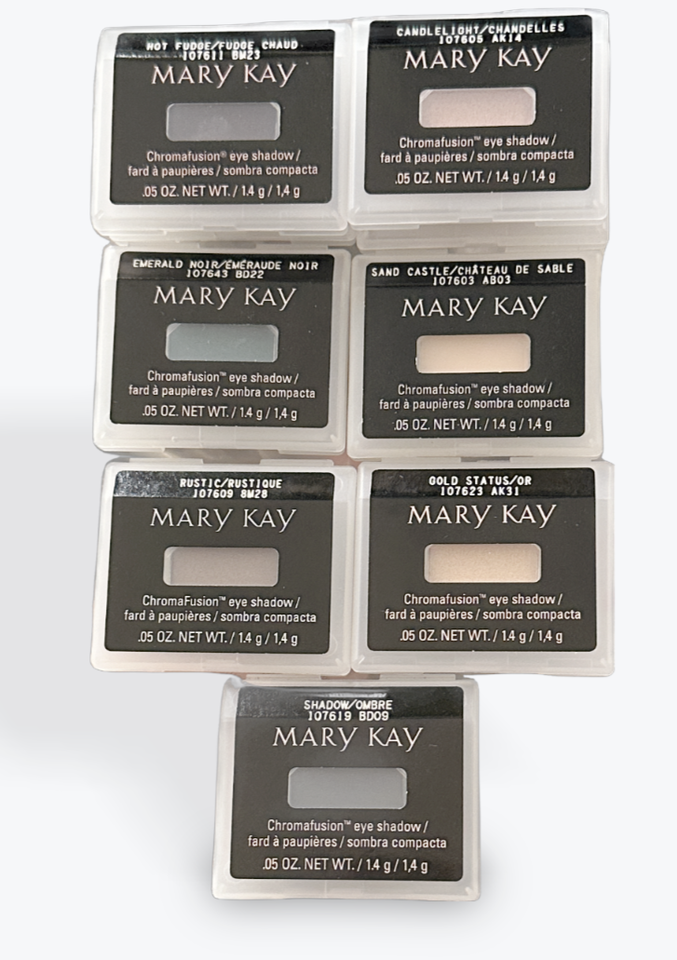 HOT FUDGE/FUDGE CHAUD
107611 BM23
MARY KAY
Chromafusion® eye shadow /
fard à paupières / sombra compacta
.05 OZ. NET WT. / 1.4 g / 1,4 g
CANDLELIGHT/CHANDELLES
107605 AK14
MARY KAY
Chromafusion™ eye shadow /
fard à paupières / sombra compacta
.05 OZ. NET WT. / 1.4 g / 1,4 g
EMERALD NOIR/ÉMERAUDE NOIR
107643 BD22
MARY KAY
Chromafusion™ eye shadow /
fard à paupières / sombra compacta
.05 OZ. NET WT. / 1.4 g / 1,4 g
SAND CASTLE/CHÂTEAU DE SABLE
107603 AB03
MARY KAY
Chromafusion™ eye shadow /
fard à paupières / sombra compacta
.05 OZ. NET WT. / 1.4 g / 1,4 g
RUSTIC/RUSTIQUE
107609 8M28
MARY KAY
ChromaFusion™ eye shadow /
fard à paupières / sombra compacta
.05 OZ. NET WT. / 1.4 g / 1,4 g
GOLD STATUS/OR
107623 AK31
MARY KAY
Chromafusion™ eye shadow /
fard à paupières / sombra compacta
.05 OZ. NET WT. / 1.4 g / 1,4 g
SHADOW/OMBRE
107619 BD09
MARY KAY
Chromafusion™ eye shadow /
fard à paupières / sombra compacta
.05 OZ. NET WT. / 1.4 g / 1,4 g